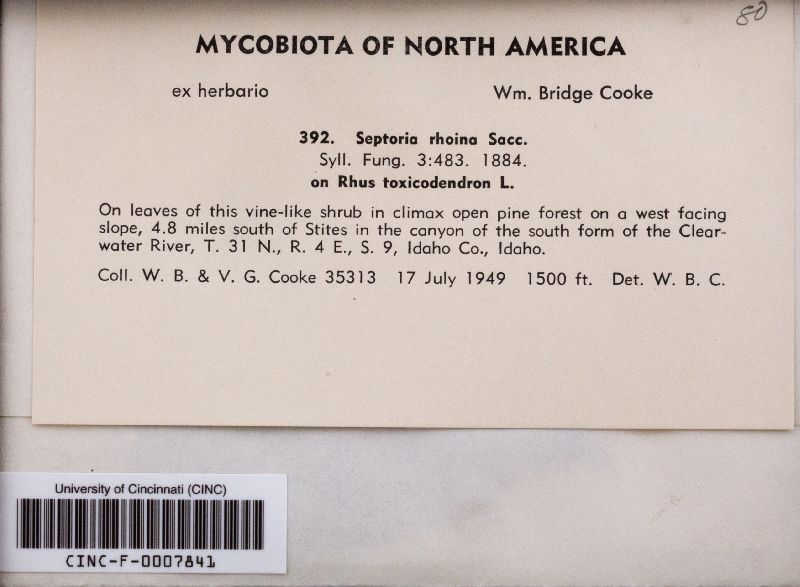 80
MYCOBIOTA OF NORTH AMERICA
ex herbario Wm. Bridge Cooke
392. Septoria rhoina Sacc.
Syll. Fung. 3:483. 1884.
on Rhus toxicodendron L.
On leaves of this vine-like shrub in climax open pine forest on a west facing
slope, 4.8 miles south of Stites in the canyon of the south form of the Clear-
water River, T. 31 N., R. 4 E., S. 9, Idaho Co., Idaho.
Coll. W. B. & V. G. Cooke 35313 17 July 1949 1500 ft. Det. W. B. C.
University of Cincinnati (CINC)
CINC-F-0007841